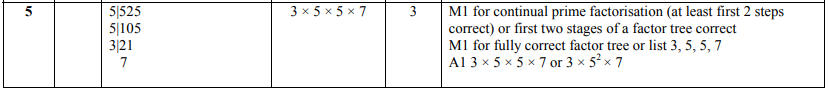 5 5|525 3 × 5 × 5 × 7 3 M1 for continual prime factorisation (at least first 2 steps
5|105 correct) or first two stages of a factor tree correct
3|21 M1 for fully correct factor tree or list 3, 5, 5, 7
7 A1 3 × 5 × 5 × 7 or 3 × 5² × 7